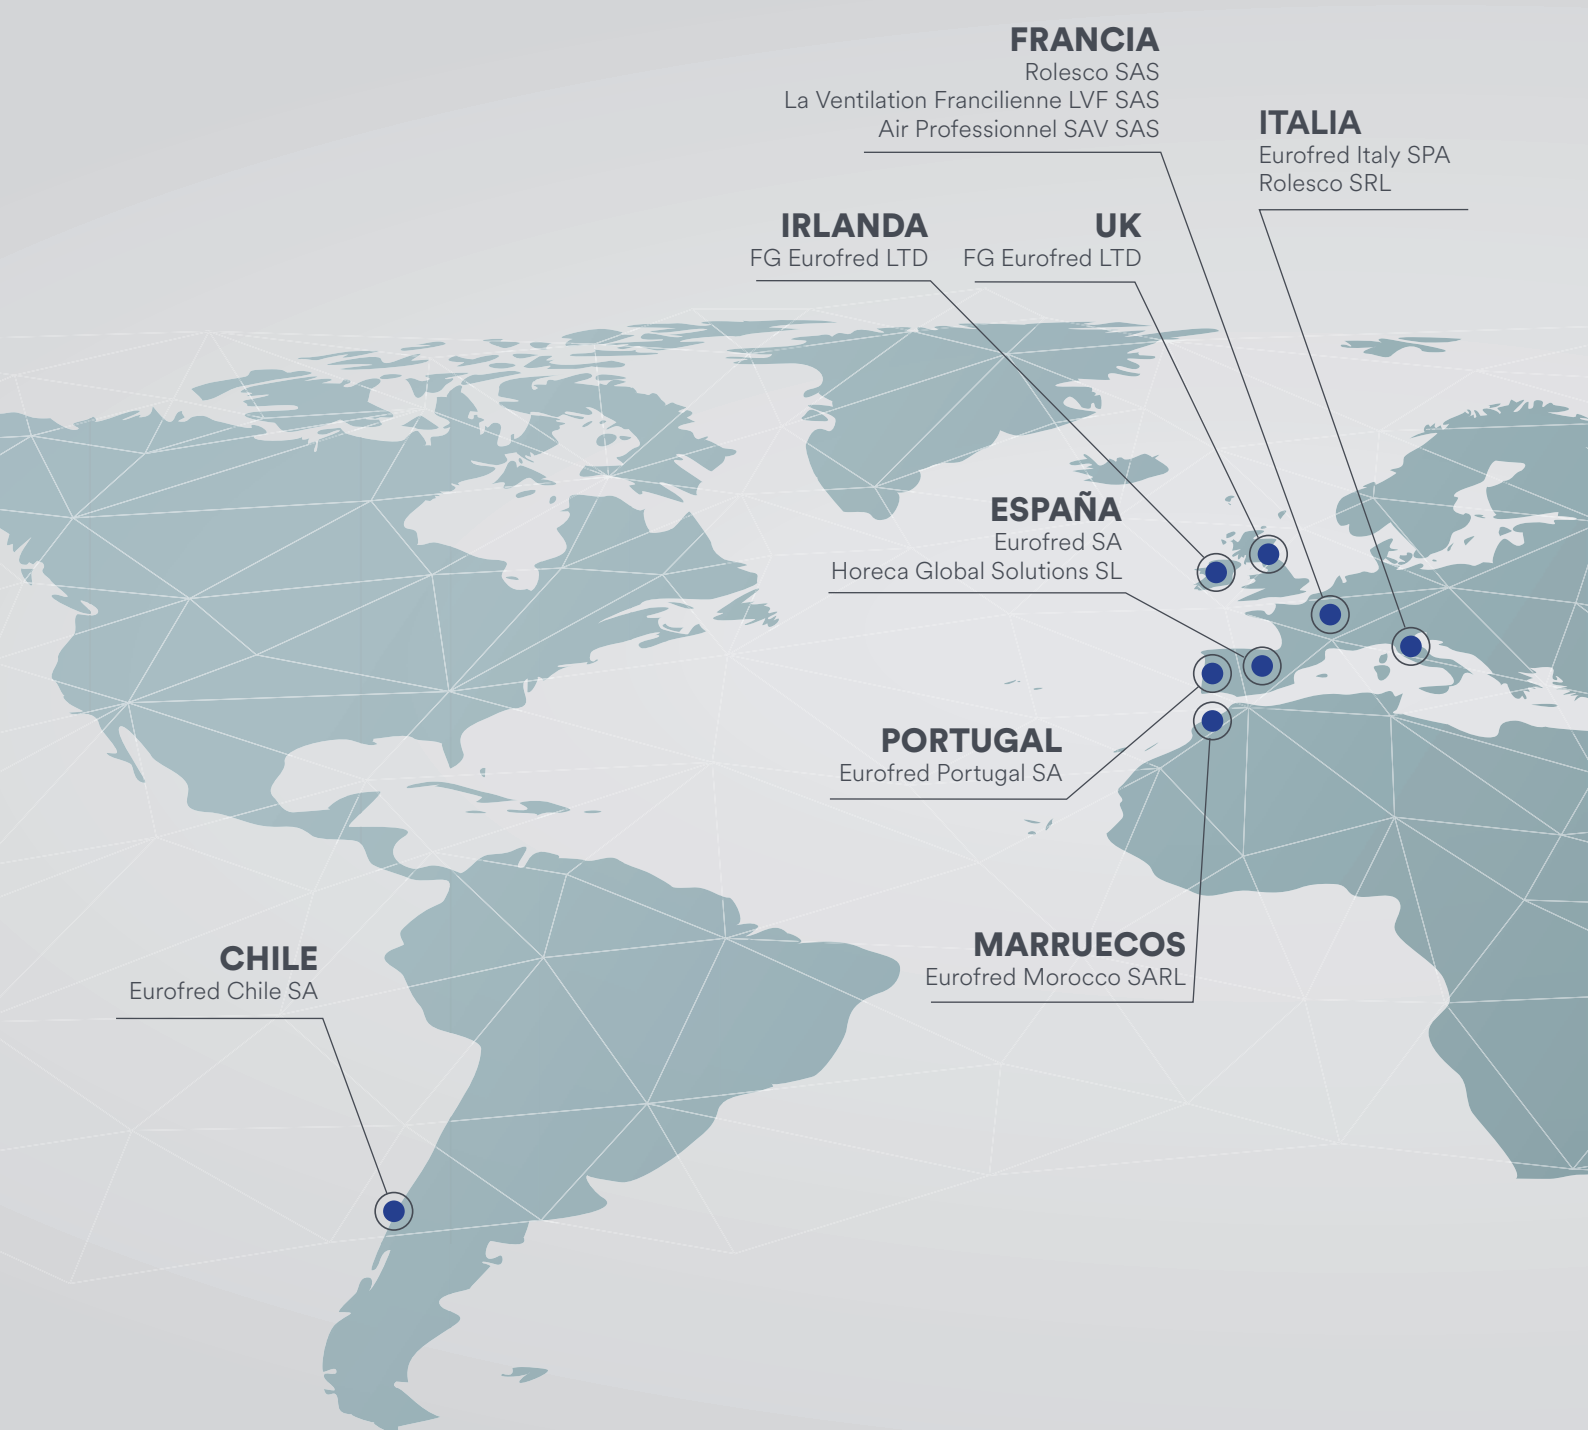 FRANCIA
Rolesco SAS
La Ventilation Francilienne LVF SAS
Air Professionnel SAV SAS
ITALIA
Eurofred Italy SPA
Rolesco SRL
IRLANDA
FG Eurofred LTD
UK
FG Eurofred LTD
ESPAÑA
Eurofred SA
Horeca Global Solutions SL
PORTUGAL
Eurofred Portugal SA
MARRUECOS
Eurofred Morocco SARL
CHILE
Eurofred Chile SA